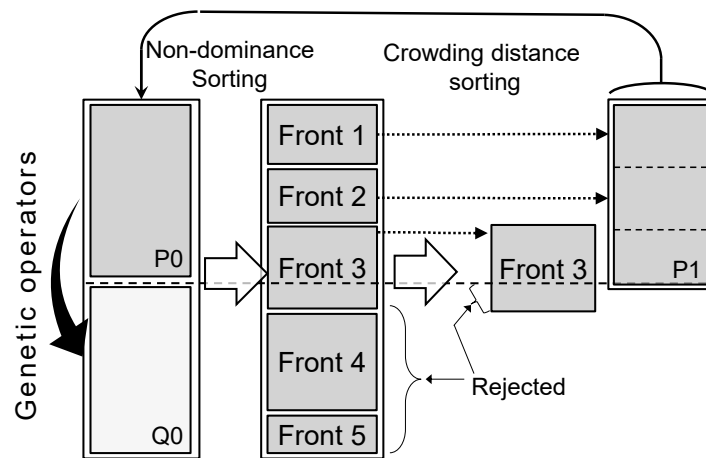 Non-dominance
Sorting
Crowding distance
sorting
Genetic operators
P0
Q0
Front 1
Front 2
Front 3
Front 4
Front 5
Front 3
P1
Rejected